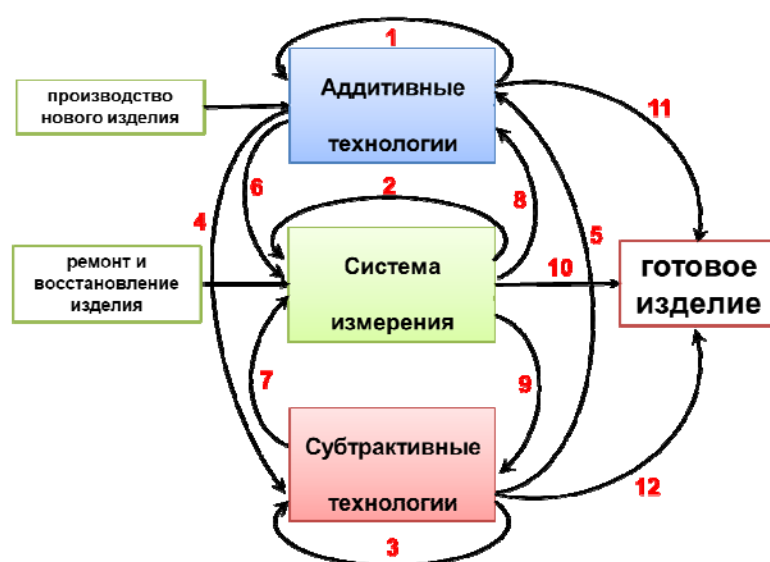 1
Аддитивные
технологии
производство
нового изделия
11
6
2
8
4
5
ремонт и
восстановление
изделия
Система
измерения
10
готовое
изделие
7
9
Субтрактивные
технологии
12
3